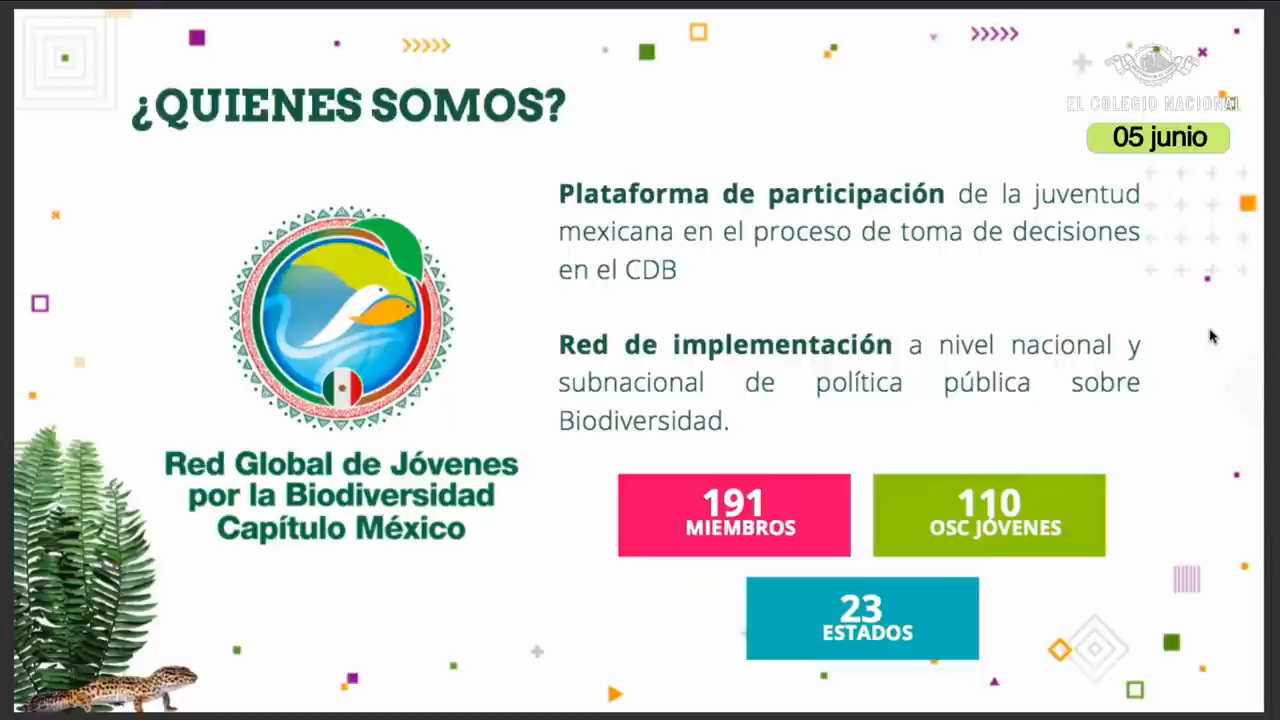 ¿QUIENES SOMOS?
EL COLEGIO NACIONAL
05 junio
Plataforma de participación de la juventud
mexicana en el proceso de toma de decisiones
en el CDB
Red de implementación a nivel nacional y
subnacional de política pública sobre
Biodiversidad.
Red Global de Jóvenes
por la Biodiversidad
Capítulo México
191
MIEMBROS
110
OSC JÓVENES
23
ESTADOS